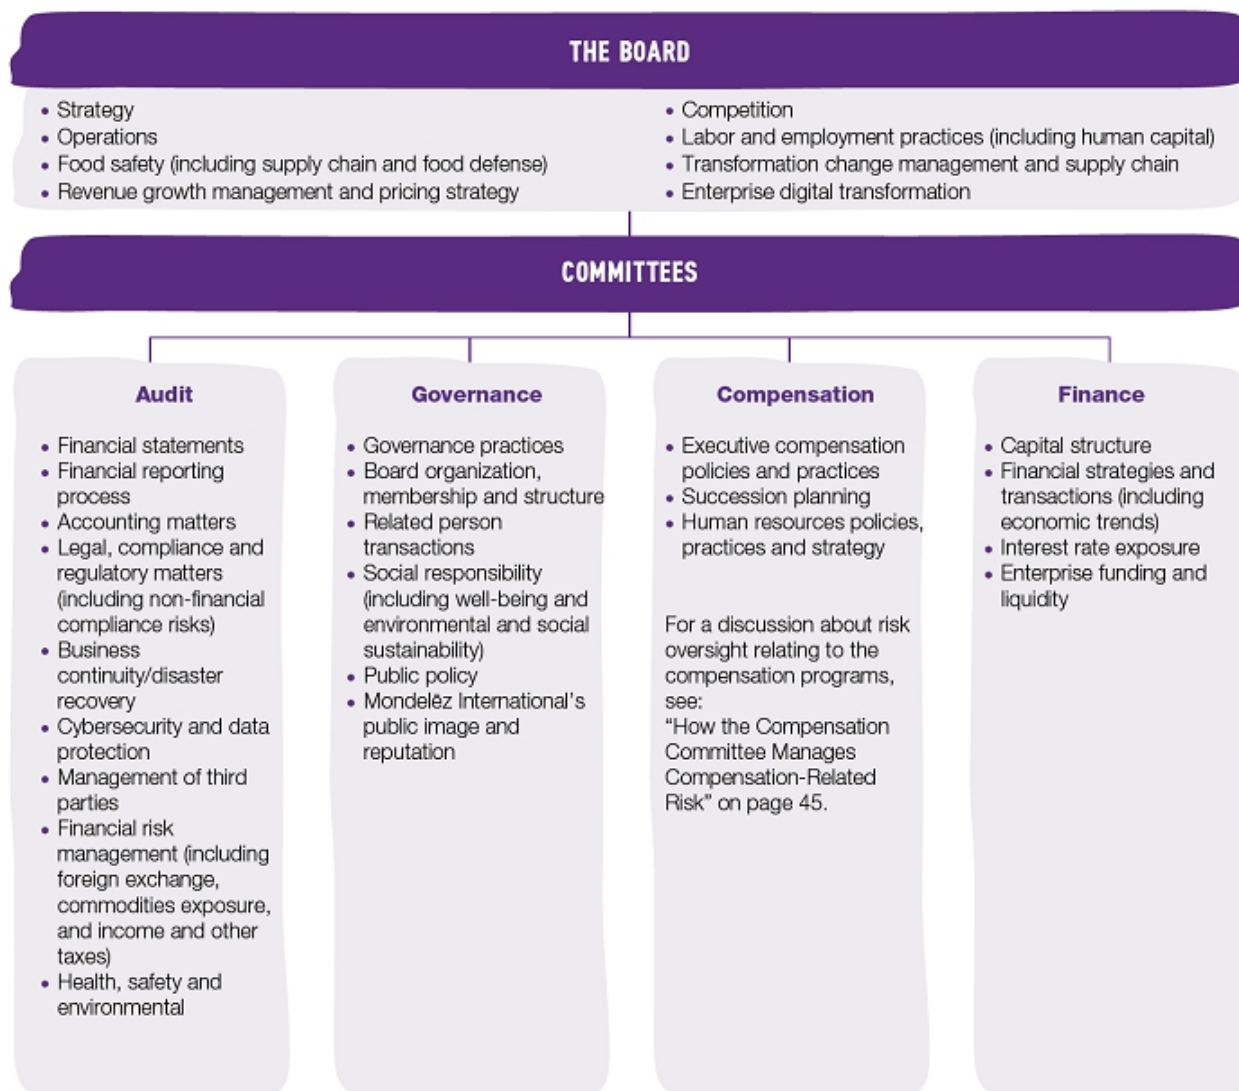 THE BOARD
• Strategy
• Operations
• Food safety (including supply chain and food defense)
• Revenue growth management and pricing strategy
• Competition
• Labor and employment practices (including human capital)
• Transformation change management and supply chain
• Enterprise digital transformation
COMMITTEES
Audit
• Financial statements
• Financial reporting
process
• Accounting matters
• Legal, compliance and
regulatory matters
(including non-financial
compliance risks)
• Business
continuity/disaster
recovery
• Cybersecurity and data
protection
• Management of third
parties
• Financial risk
management (including
foreign exchange,
commodities exposure,
and income and other
taxes)
• Health, safety and
environmental
Governance
• Governance practices
• Board organization,
membership and structure
• Related person
transactions
• Social responsibility
(including well-being and
environmental and social
sustainability)
• Public policy
• Mondelēz International's
public image and
reputation
Compensation
• Executive compensation
policies and practices
• Succession planning
• Human resources policies,
practices and strategy
For a discussion about risk
oversight relating to the
compensation programs,
see:
“How the Compensation
Committee Manages
Compensation-Related
Risk” on page 45.
Finance
• Capital structure
• Financial strategies and
transactions (including
economic trends)
• Interest rate exposure
• Enterprise funding and
liquidity